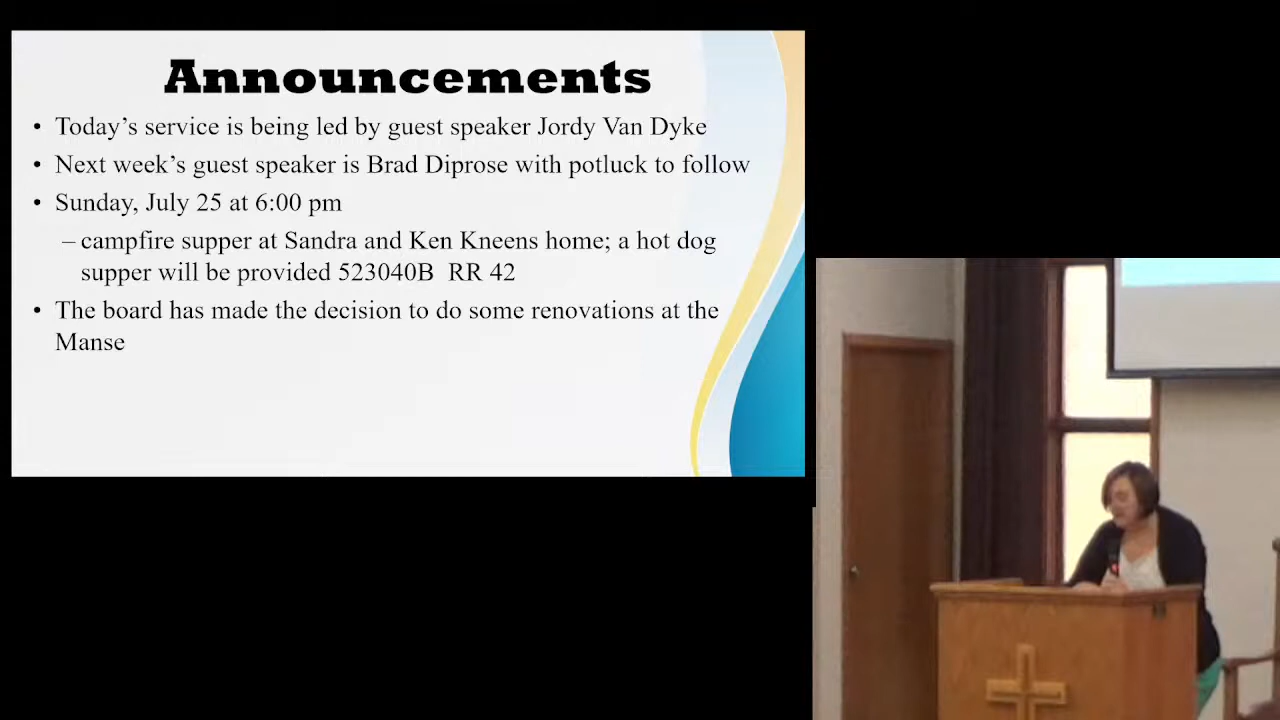 Announcements
• Today’s service is being led by guest speaker Jordy Van Dyke
• Next week’s guest speaker is Brad Diprose with potluck to follow
• Sunday, July 25 at 6:00 pm
– campfire supper at Sandra and Ken Kneens home; a hot dog
supper will be provided 523040B RR 42
• The board has made the decision to do some renovations at the
Manse